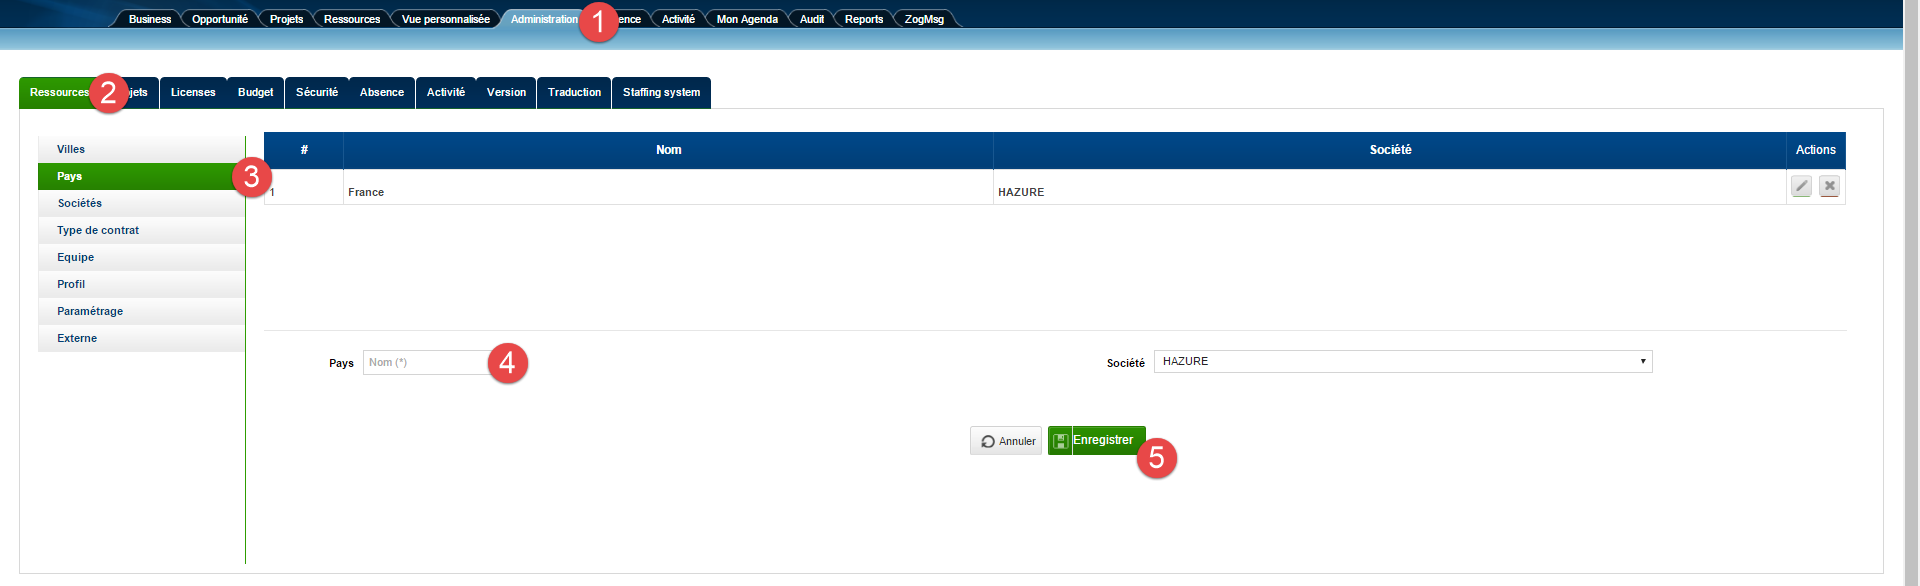 Business Opportunité Projets Ressources Vue personnalisée Administration 1 ence Activité Mon Agenda Audit Reports ZogMsg
Ressources 2 jets Licenses Budget Sécurité Absence Activité Version Traduction Staffing system
Villes
Pays 3
Sociétés
Type de contrat
Equipe
Profil
Paramétrage
Externe
# Nom Société Actions
1 France HAZURE
Pays Nom (*) 4 Société HAZURE
Annuler Enregistrer 5